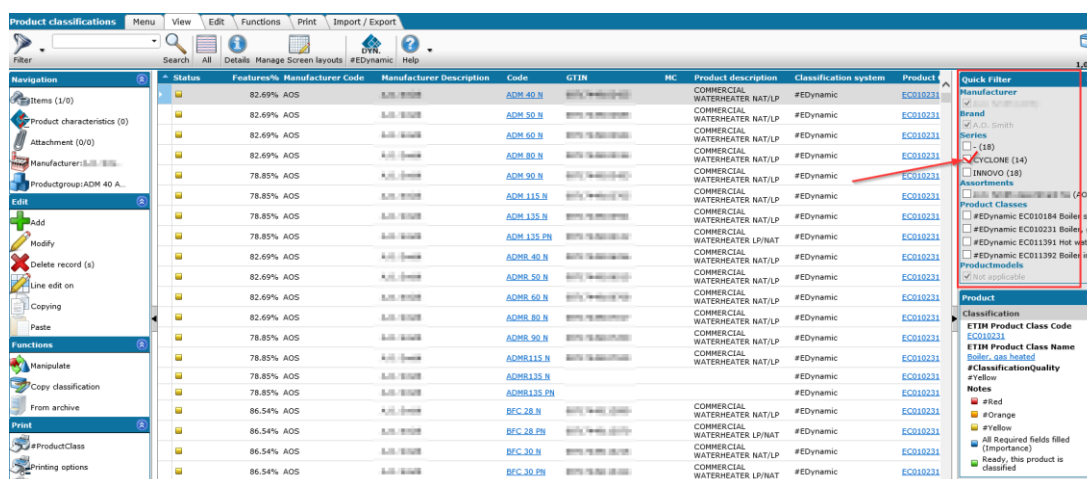 Product classifications Menu View Edit Functions Print Import / Export
Filter Search All Details Manage Screen layouts #EDynamic Help
DYN.
1,0
Navigation
Items (1/0)
Product characteristics (0)
Attachment (0/0)
Manufacturer:
Productgroup:ADM 40 A...
Edit
Add
Modify
Delete record (s)
Line edit on
Copying
Paste
Functions
Manipulate
Copy classification
From archive
Print
#ProductClass
Printing options
Status Features% Manufacturer Code Manufacturer Description Code GTIN MC Product description Classification system Product
82.69% AOS ADM 40 N COMMERCIAL WATERHEATER NAT/LP #EDynamic EC010231
82.69% AOS ADM 50 N COMMERCIAL WATERHEATER NAT/LP #EDynamic EC010231
82.69% AOS ADM 60 N COMMERCIAL WATERHEATER NAT/LP #EDynamic EC010231
82.69% AOS ADM 80 N COMMERCIAL WATERHEATER NAT/LP #EDynamic EC010231
78.85% AOS ADM 90 N COMMERCIAL WATERHEATER NAT/LP #EDynamic EC010231
78.85% AOS ADM 115 N COMMERCIAL WATERHEATER NAT/LP #EDynamic EC010231
78.85% AOS ADM 135 N COMMERCIAL WATERHEATER NAT/LP #EDynamic EC010231
78.85% AOS ADM 135 PN COMMERCIAL WATERHEATER LP/NAT #EDynamic EC010231
82.69% AOS ADMR 40 N COMMERCIAL WATERHEATER NAT/LP #EDynamic EC010231
82.69% AOS ADMR 50 N COMMERCIAL WATERHEATER NAT/LP #EDynamic EC010231
82.69% AOS ADMR 60 N COMMERCIAL WATERHEATER NAT/LP #EDynamic EC010231
82.69% AOS ADMR 80 N COMMERCIAL WATERHEATER NAT/LP #EDynamic EC010231
78.85% AOS ADMR 90 N COMMERCIAL WATERHEATER NAT/LP #EDynamic EC010231
78.85% AOS ADMR115 N COMMERCIAL WATERHEATER NAT/LP #EDynamic EC010231
78.85% AOS ADMR135 N #EDynamic EC010231
78.85% AOS ADMR135 PN #EDynamic EC010231
86.54% AOS BFC 28 N COMMERCIAL WATERHEATER NAT/LP #EDynamic EC010231
86.54% AOS BFC 28 PN COMMERCIAL WATERHEATER LP/NAT #EDynamic EC010231
86.54% AOS BFC 30 N COMMERCIAL WATERHEATER NAT/LP #EDynamic EC010231
86.54% AOS BFC 30 PN COMMERCIAL WATERHEATER LP/NAT #EDynamic EC010231
Quick Filter
Manufacturer
Brand
A.O. Smith
Series
- (18)
CYCLONE (14)
INNOVO (18)
Assortments
(AO
Product Classes
#EDynamic EC010184 Boiler s
#EDynamic EC010231 Boiler,
#EDynamic EC011391 Hot wat
#EDynamic EC011392 Boiler in
Productmodels
Not applicable
Product
Classification
ETIM Product Class Code
EC010231
ETIM Product Class Name
Boiler, gas heated
#ClassificationQuality
#Yellow
Notes
#Red
#Orange
#Yellow
All Required fields filled
(Importance)
Ready, this product is
classified